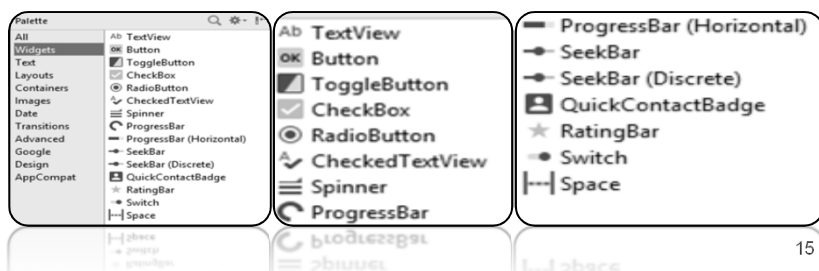 Palette
All
Widgets
Text
Layouts
Containers
Images
Date
Transitions
Advanced
Google
Design
AppCompat
Ab TextView
OK Button
ToggleButton
CheckBox
RadioButton
CheckedTextView
Spinner
ProgressBar
ProgressBar (Horizontal)
SeekBar
SeekBar (Discrete)
QuickContactBadge
RatingBar
Switch
Space
Ab TextView
OK Button
ToggleButton
CheckBox
RadioButton
CheckedTextView
Spinner
ProgressBar
ProgressBar (Horizontal)
SeekBar
SeekBar (Discrete)
QuickContactBadge
RatingBar
Switch
Space
15